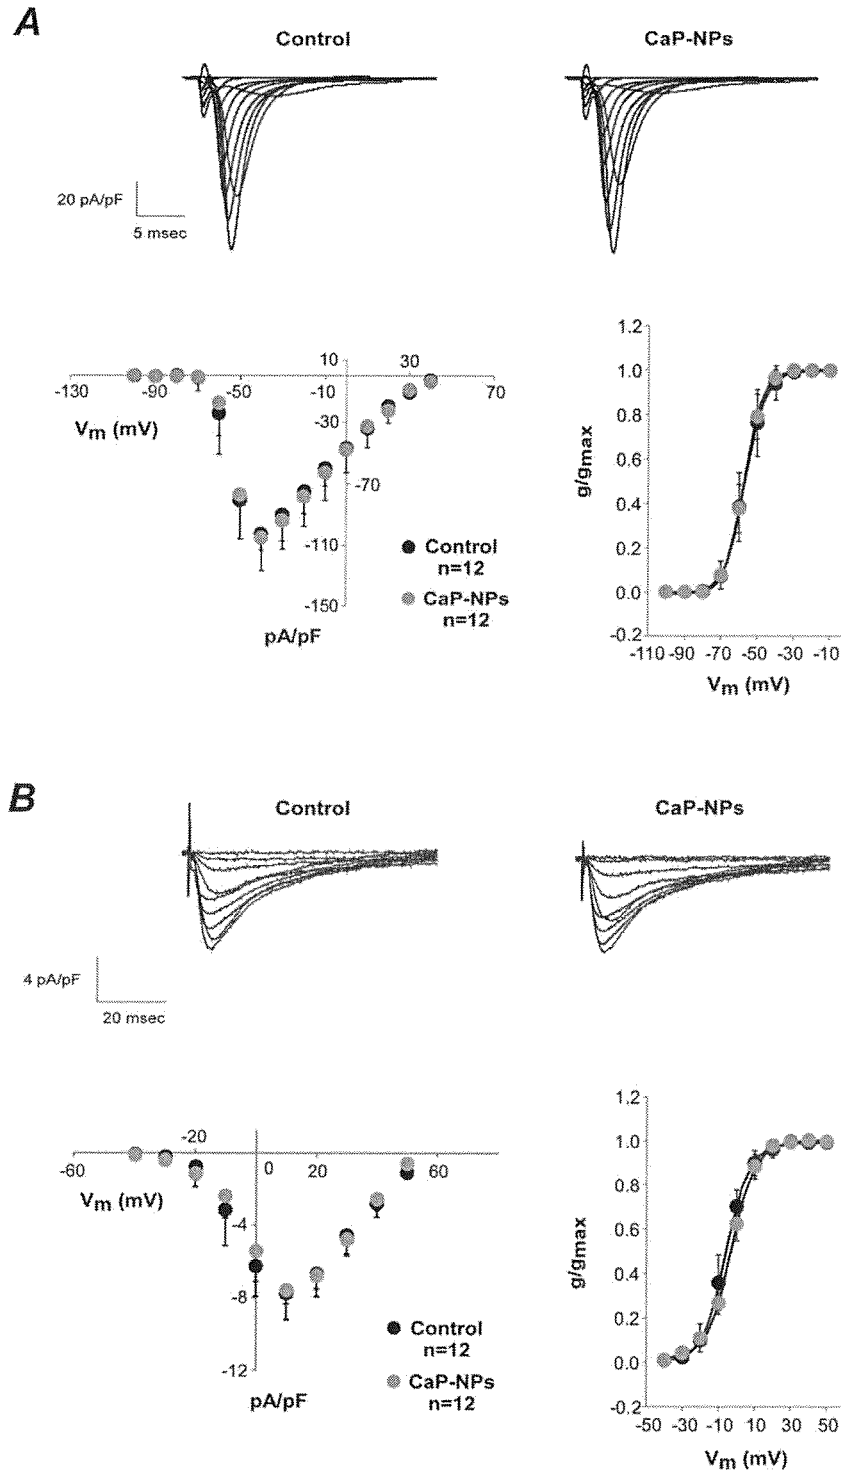 A
Control
CaP-NPs
20 pA/pF
5 msec
10
30
-130
-90
-50
-10
70
Vm (mV)
-30
-70
-110
-150
pA/pF
Control
n=12
CaP-NPs
n=12
1.2
1.0
0.8
0.6
0.4
0.2
0.0
-0.2
g/gmax
-110 -90 -70 -50 -30 -10
Vm (mV)
B
Control
CaP-NPs
4 pA/pF
20 msec
-20
-60
0
20
60
Vm (mV)
-4
-8
-12
pA/pF
Control
n=12
CaP-NPs
n=12
1.2
1.0
0.8
0.6
0.4
0.2
0.0
-0.2
g/gmax
-50 -30 -10 10 30 50
Vm (mV)